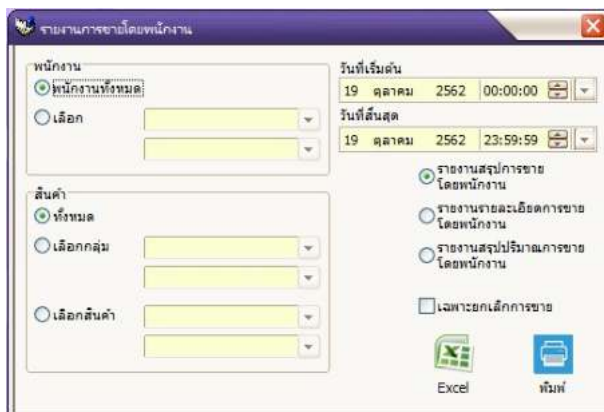 รายงานการขายโดยพนักงาน
พนักงาน
พนักงานทั้งหมด
เลือก
สินค้า
ทั้งหมด
เลือกกลุ่ม
เลือกสินค้า
วันที่เริ่มต้น
19 ตุลาคม 2562 00:00:00
วันที่สิ้นสุด
19 ตุลาคม 2562 23:59:59
รายงานสรุปการขาย
โดยพนักงาน
รายงานรายละเอียดการขาย
โดยพนักงาน
รายงานสรุปปริมาณการขาย
โดยพนักงาน
เฉพาะยกเลิกการขาย
Excel
พิมพ์